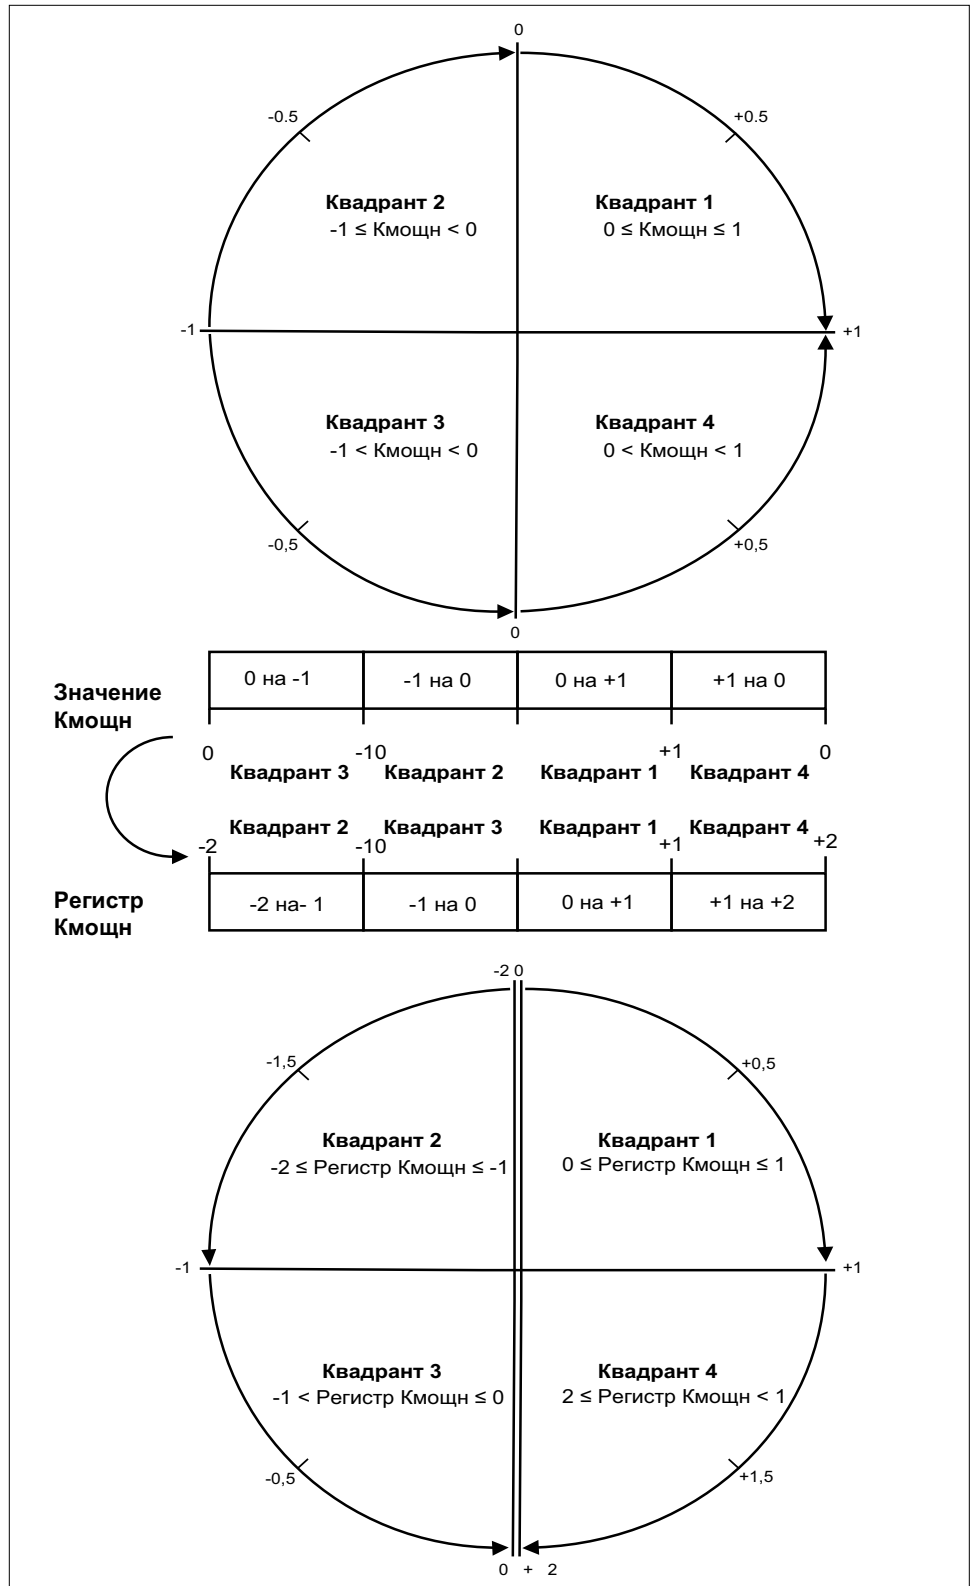 0
-0.5 +0.5
Квадрант 2 Квадрант 1
-1 ≤ Кмощн < 0 0 ≤ Кмощн ≤ 1
-1 +1
Квадрант 3 Квадрант 4
-1 < Кмощн < 0 0 < Кмощн < 1
-0,5 +0,5
0
Значение
Кмощн
0 на -1 -1 на 0 0 на +1 +1 на 0
0 -10 +1 0
Квадрант 3 Квадрант 2 Квадрант 1 Квадрант 4
Квадрант 2 Квадрант 3 Квадрант 1 Квадрант 4
-2 -10 +1 +2
Регистр
Кмощн
-2 на- 1 -1 на 0 0 на +1 +1 на +2
-2 0
-1,5 +0,5
Квадрант 2 Квадрант 1
-2 ≤ Регистр Кмощн ≤ -1 0 ≤ Регистр Кмощн ≤ 1
-1 +1
Квадрант 3 Квадрант 4
-1 < Регистр Кмощн ≤ 0 2 ≤ Регистр Кмощн < 1
-0,5 +1,5
0 + 2